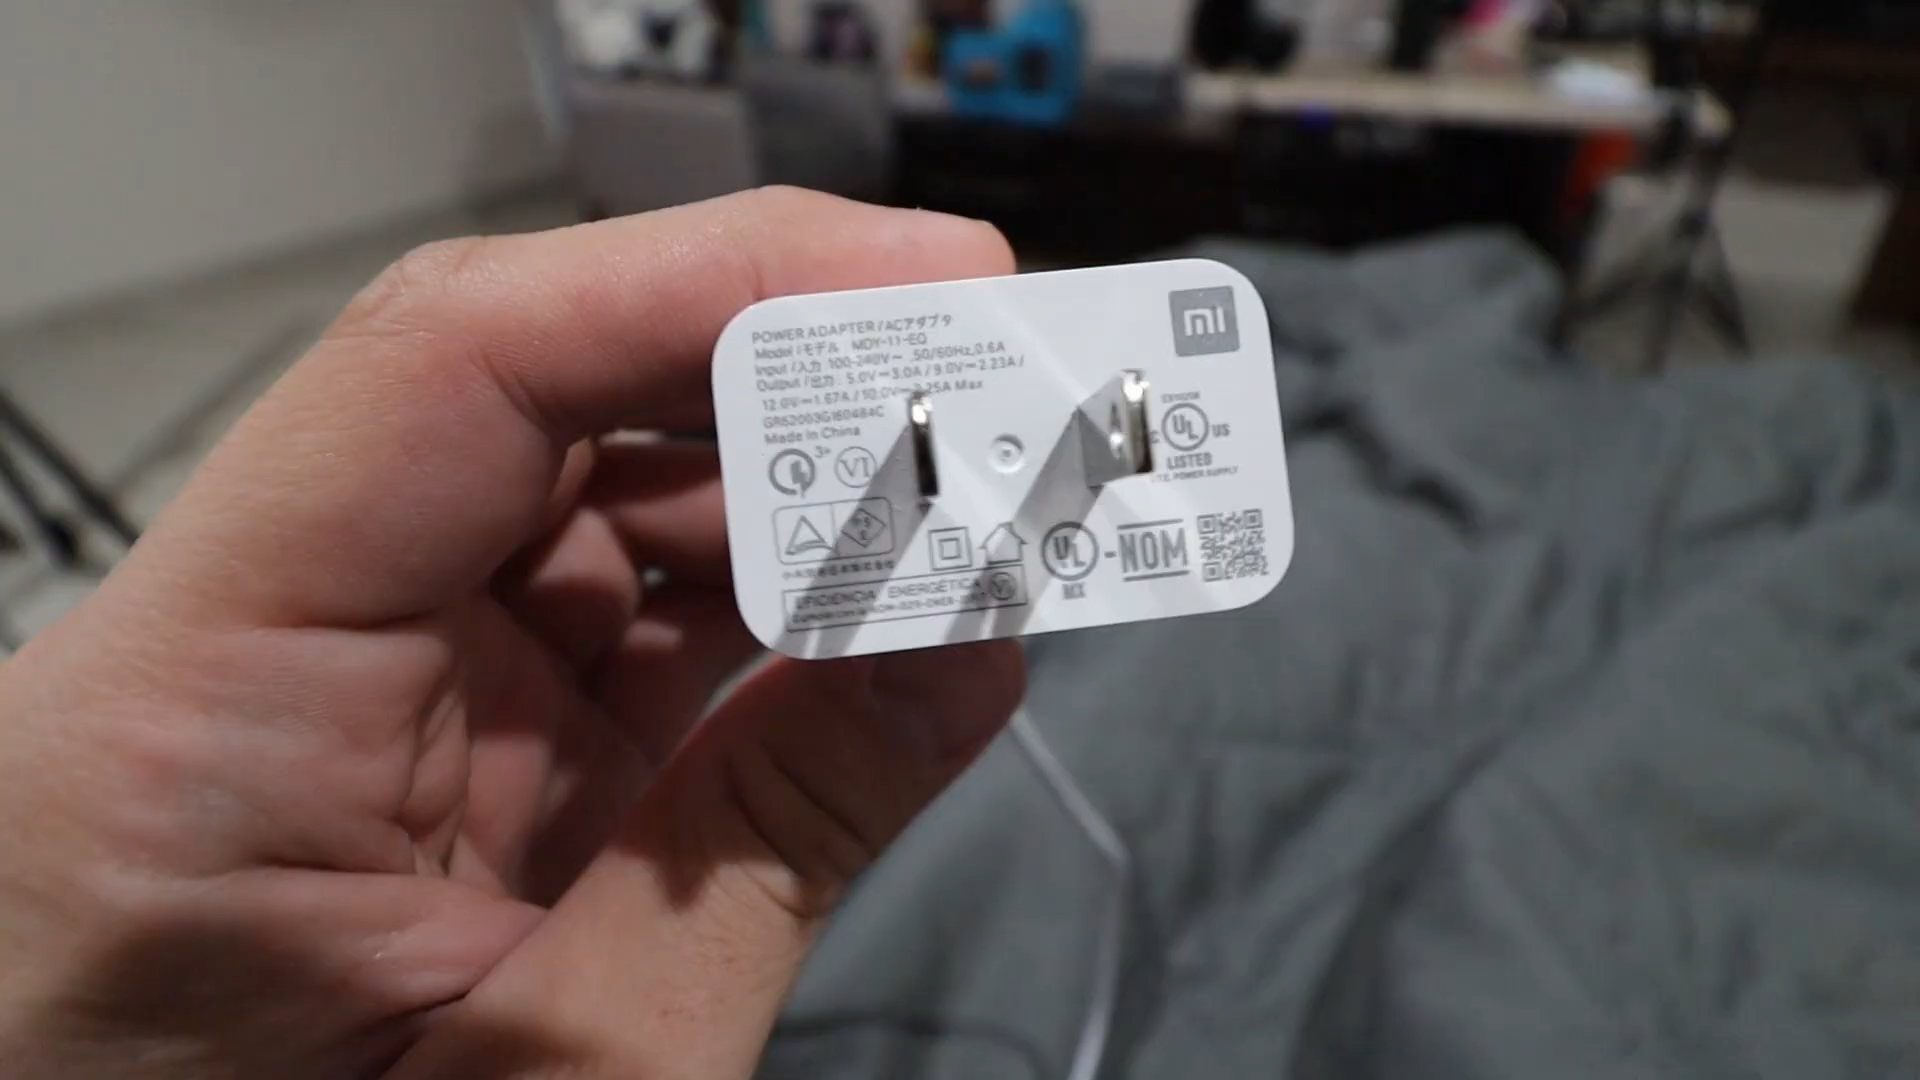 POWER ADAPTER / ACアダプタ
Model / モデル MDY-11-EQ
Input / 入力 100-240V~ 50/60Hz,0.6A
Output / 出力: 5.0V⎓3.0A / 9.0V⎓2.23A /
12.0V⎓1.67A / 10.0V⎓2.25A Max
GR62003G160484C
Made In China
3+
VI
mi
UL US
LISTED
I.T.E. POWER SUPPLY
UL
MX
-NOM
EFICIENCIA ENERGÉTICA
VI